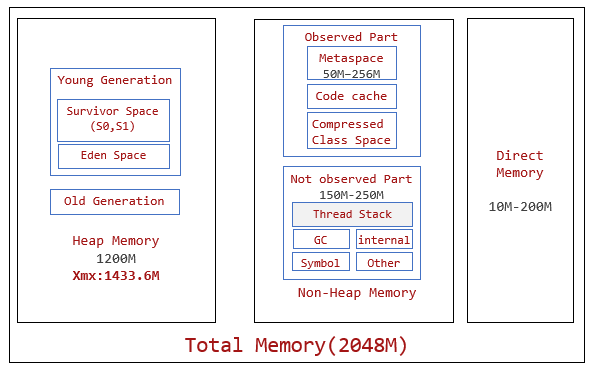 Young Generation
Survivor Space
(S0,S1)
Eden Space
Old Generation
Heap Memory
1200M
Xmx:1433.6M
Observed Part
Metaspace
50M–256M
Code cache
Compressed
Class Space
Not observed Part
150M-250M
Thread Stack
GC
internal
Symbol
Other
Non-Heap Memory
Direct
Memory
10M-200M
Total Memory(2048M)